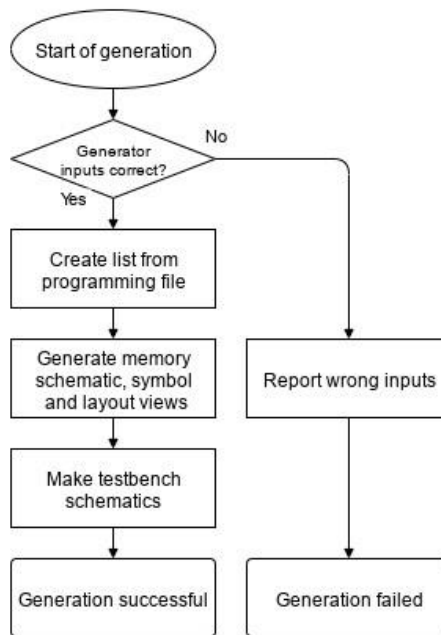 Start of generation
No
Generator
inputs correct?
Yes
Create list from
programming file
Generate memory
schematic, symbol
and layout views
Report wrong inputs
Make testbench
schematics
Generation successful
Generation failed